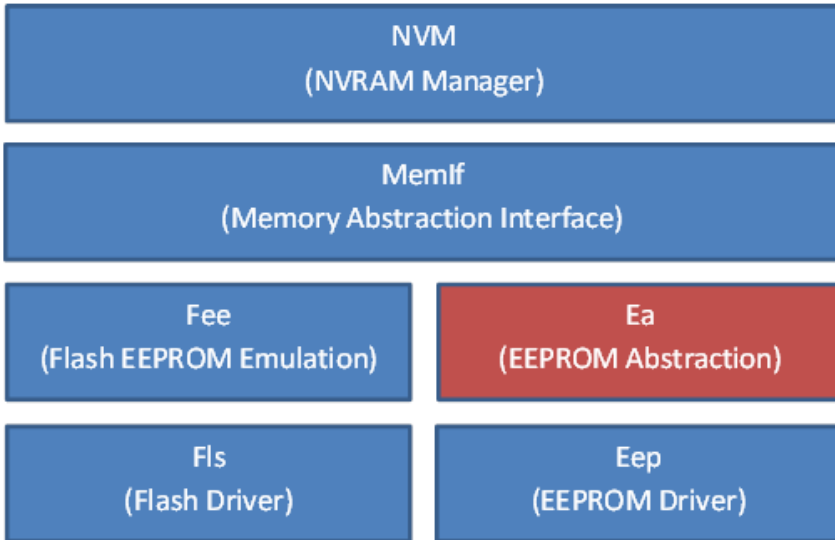 NVM
(NVRAM Manager)
MemIf
(Memory Abstraction Interface)
Fee
(Flash EEPROM Emulation)
Ea
(EEPROM Abstraction)
Fls
(Flash Driver)
Eep
(EEPROM Driver)